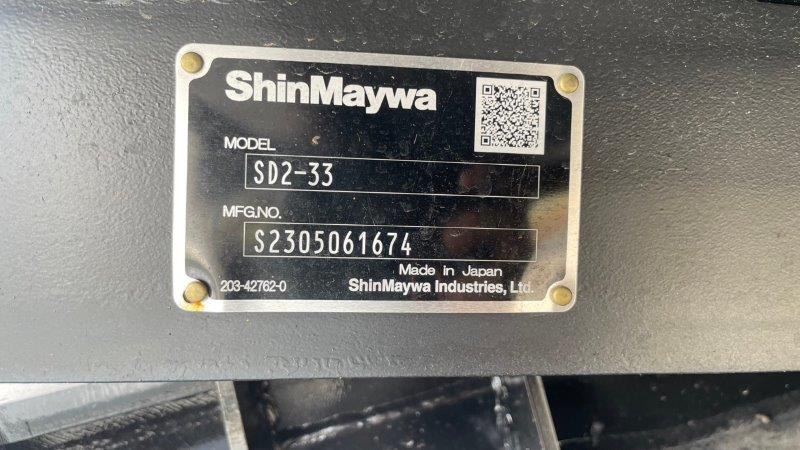 ShinMaywa
MODEL
SD2-33
MFG.NO.
S2305061674
Made in Japan
203-42762-0 ShinMaywa Industries, Ltd.